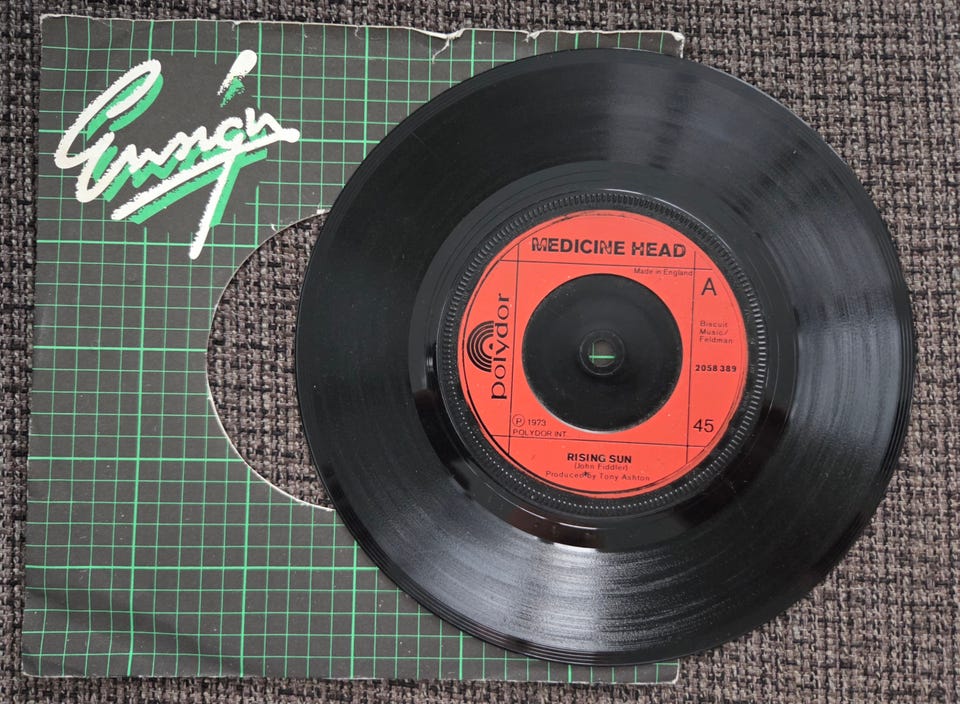 Ensign
MEDICINE HEAD
Made in England
A
Biscuit
Music/
Feldman
2058 389
polydor
Ⓟ 1973
POLYDOR INT.
45
RISING SUN
(John Fiddler)
Produced by Tony Ashton